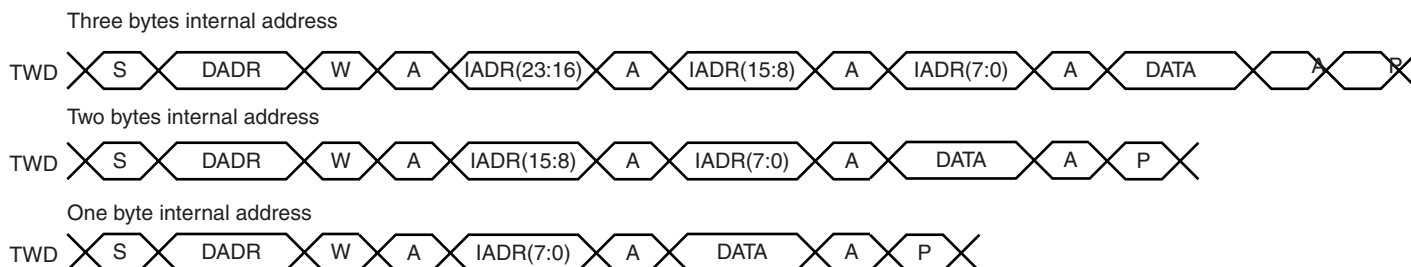 Three bytes internal address
TWD S DADR W A IADR(23:16) A IADR(15:8) A IADR(7:0) A DATA A P
Two bytes internal address
TWD S DADR W A IADR(15:8) A IADR(7:0) A DATA A P
One byte internal address
TWD S DADR W A IADR(7:0) A DATA A P